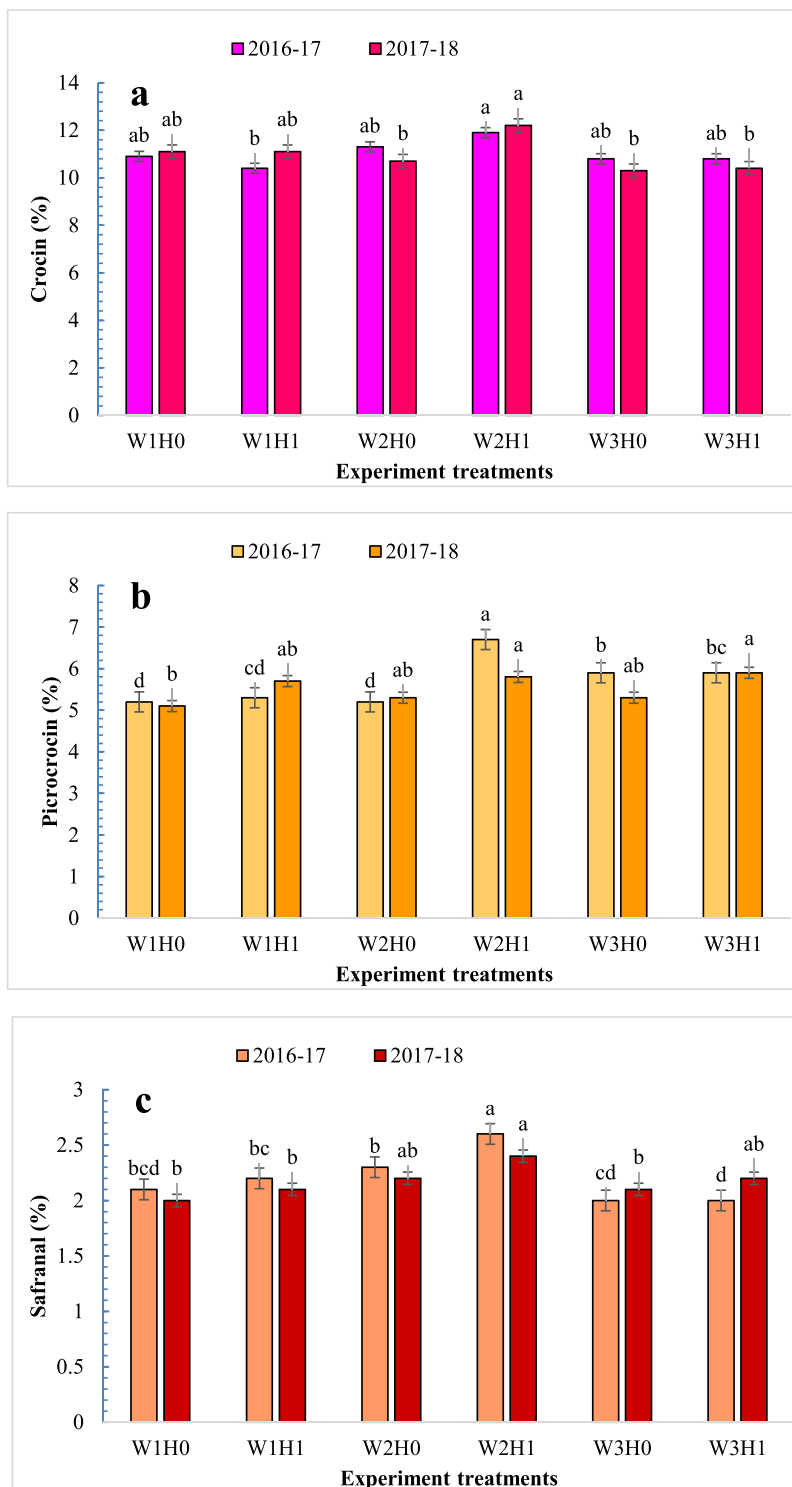 2016-17 2017-18
a
14
12
10
8
6
4
2
0
Crocin (%)
ab ab b ab ab b a a ab b ab b
W1H0 W1H1 W2H0 W2H1 W3H0 W3H1
Experiment treatments
2016-17 2017-18
b
8
7
6
5
4
3
2
1
0
Picrocrocin (%)
d b cd ab d ab a a b ab bc a
W1H0 W1H1 W2H0 W2H1 W3H0 W3H1
Experiment treatments
2016-17 2017-18
c
3
2.5
2
1.5
1
0.5
0
Safranal (%)
bcd b bc b b ab a a cd b d ab
W1H0 W1H1 W2H0 W2H1 W3H0 W3H1
Experiment treatments